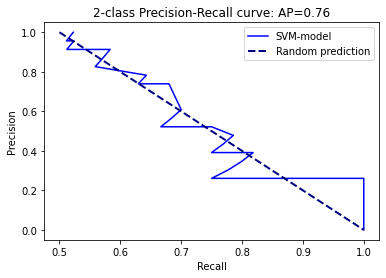 2-class Precision-Recall curve: AP=0.76
SVM-model
Random prediction
Precision
1.0
0.8
0.6
0.4
0.2
0.0
0.5
0.6
0.7
0.8
0.9
1.0
Recall